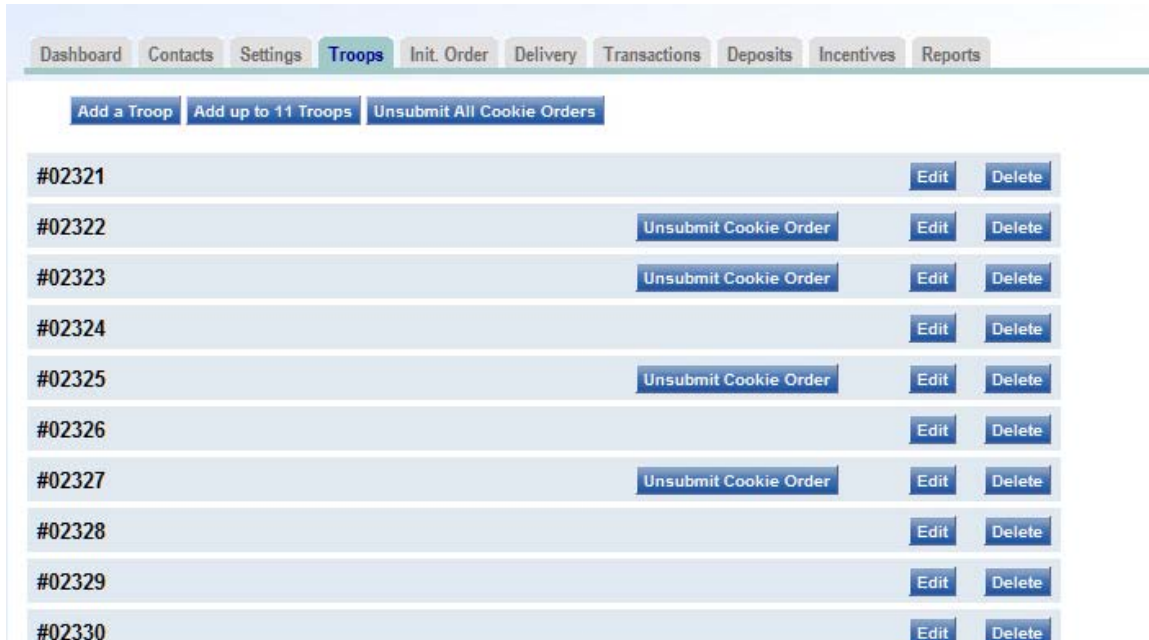 Dashboard Contacts Settings Troops Init. Order Delivery Transactions Deposits Incentives Reports
Add a Troop Add up to 11 Troops Unsubmit All Cookie Orders
#02321 Edit Delete
#02322 Unsubmit Cookie Order Edit Delete
#02323 Unsubmit Cookie Order Edit Delete
#02324 Edit Delete
#02325 Unsubmit Cookie Order Edit Delete
#02326 Edit Delete
#02327 Unsubmit Cookie Order Edit Delete
#02328 Edit Delete
#02329 Edit Delete
#02330 Edit Delete